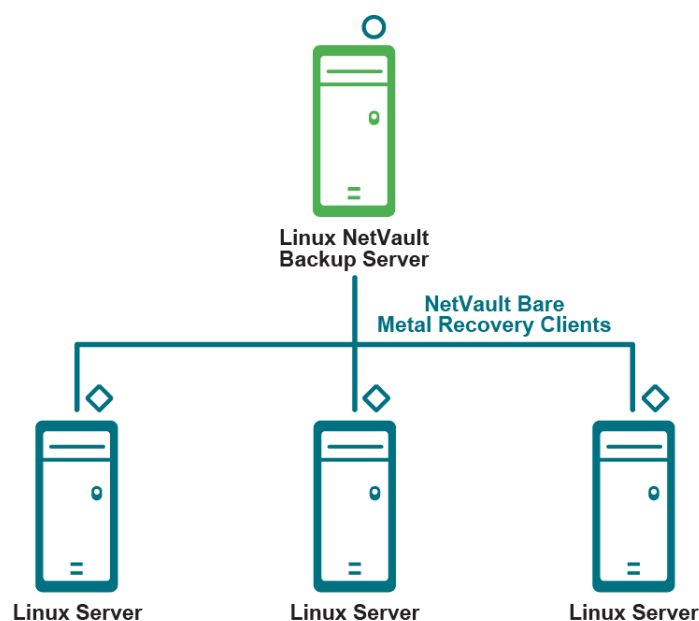 Linux NetVault
Backup Server
NetVault Bare
Metal Recovery Clients
Linux Server
Linux Server
Linux Server